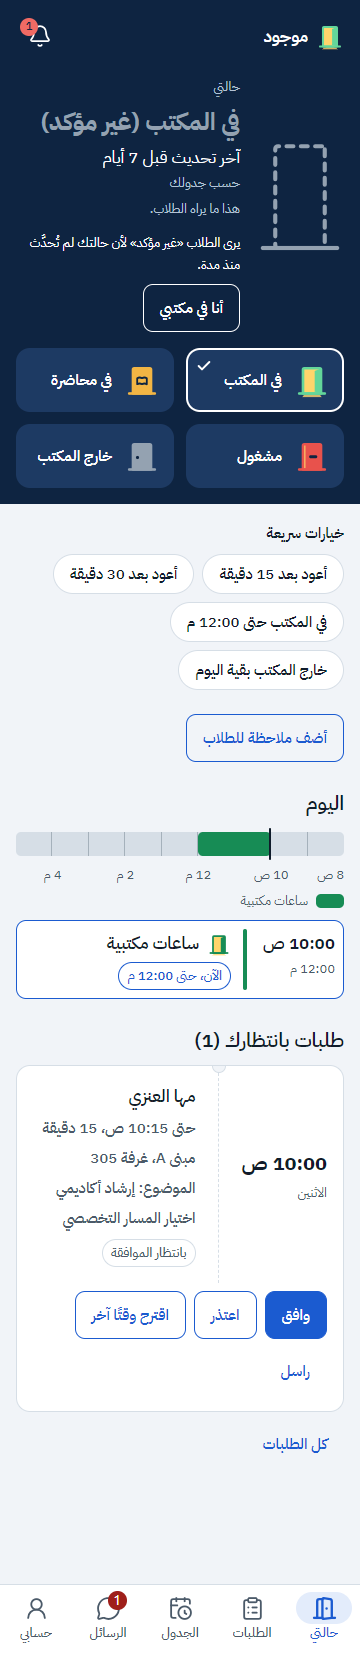 موجود
1
حالتي
في المكتب (غير مؤكد)
آخر تحديث قبل 7 أيام
حسب جدولك
هذا ما يراه الطلاب.
يرى الطلاب «غير مؤكد» لأن حالتك لم تُحدَّث
منذ مدة.
أنا في مكتبي
في المكتب
في محاضرة
مشغول
خارج المكتب
خيارات سريعة
أعود بعد 15 دقيقة
أعود بعد 30 دقيقة
في المكتب حتى 12:00 م
خارج المكتب بقية اليوم
أضف ملاحظة للطلاب
اليوم
8 ص
10 ص
12 م
2 م
4 م
ساعات مكتبية
10:00 ص
12:00 م
ساعات مكتبية
الآن، حتى 12:00 م
طلبات بانتظارك (1)
10:00 ص
الاثنين
مها العنزي
حتى 10:15 ص، 15 دقيقة
مبنى A، غرفة 305
الموضوع: إرشاد أكاديمي
اختيار المسار التخصصي
بانتظار الموافقة
وافق
اعتذر
اقترح وقتًا آخر
راسل
كل الطلبات
حالتي
الطلبات
الجدول
1
الرسائل
حسابي